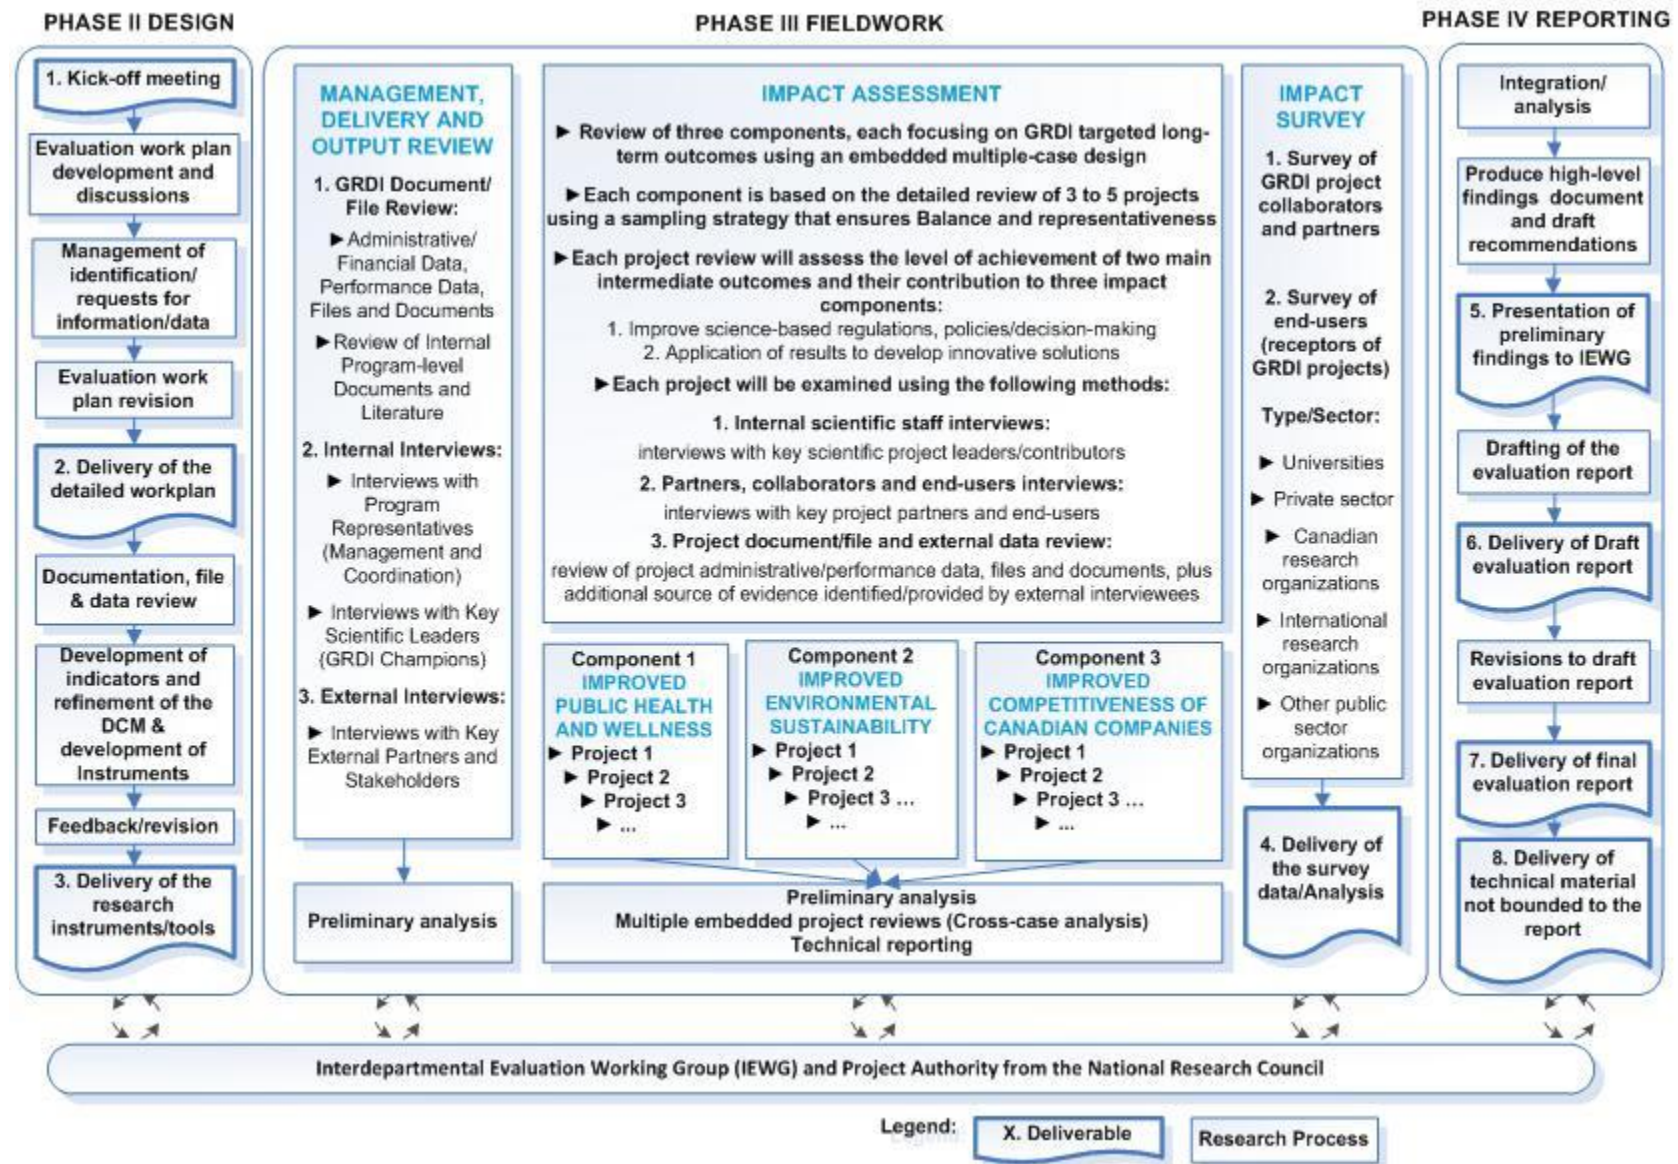 PHASE II DESIGN
1. Kick-off meeting
Evaluation work plan
development and
discussions
Management of
identification/
requests for
information/data
Evaluation work
plan revision
2. Delivery of the
detailed workplan
Documentation, file
& data review
Development of
indicators and
refinement of the
DCM &
development of
Instruments
Feedback/revision
3. Delivery of the
research
instruments/tools
PHASE III FIELDWORK
MANAGEMENT,
DELIVERY AND
OUTPUT REVIEW
1. GRDI Document/
File Review:
► Administrative/
Financial Data,
Performance Data,
Files and Documents
► Review of Internal
Program-level
Documents and
Literature
2. Internal Interviews:
► Interviews with
Program
Representatives
(Management and
Coordination)
► Interviews with Key
Scientific Leaders
(GRDI Champions)
3. External Interviews:
► Interviews with Key
External Partners and
Stakeholders
Preliminary analysis
IMPACT ASSESSMENT
► Review of three components, each focusing on GRDI targeted long-
term outcomes using an embedded multiple-case design
► Each component is based on the detailed review of 3 to 5 projects
using a sampling strategy that ensures Balance and representativeness
► Each project review will assess the level of achievement of two main
intermediate outcomes and their contribution to three impact
components:
1. Improve science-based regulations, policies/decision-making
2. Application of results to develop innovative solutions
► Each project will be examined using the following methods:
1. Internal scientific staff interviews:
interviews with key scientific project leaders/contributors
2. Partners, collaborators and end-users interviews:
interviews with key project partners and end-users
3. Project document/file and external data review:
review of project administrative/performance data, files and documents, plus
additional source of evidence identified/provided by external interviewees
Component 1
IMPROVED
PUBLIC HEALTH
AND WELLNESS
► Project 1
► Project 2
► Project 3
► ...
Component 2
IMPROVED
ENVIRONMENTAL
SUSTAINABILITY
► Project 1
► Project 2
► Project 3 ...
► ...
Component 3
IMPROVED
COMPETITIVENESS OF
CANADIAN COMPANIES
► Project 1
► Project 2
► Project 3 ...
► ...
Preliminary analysis
Multiple embedded project reviews (Cross-case analysis)
Technical reporting
IMPACT
SURVEY
1. Survey of
GRDI project
collaborators
and partners
2. Survey of
end-users
(receptors of
GRDI projects)
Type/Sector:
► Universities
► Private sector
► Canadian
research
organizations
► International
research
organizations
► Other public
sector
organizations
4. Delivery of
the survey
data/Analysis
PHASE IV REPORTING
Integration/
analysis
Produce high-level
findings document
and draft
recommendations
5. Presentation of
preliminary
findings to IEWG
Drafting of the
evaluation report
6. Delivery of Draft
evaluation report
Revisions to draft
evaluation report
7. Delivery of final
evaluation report
8. Delivery of
technical material
not bounded to the
report
Interdepartmental Evaluation Working Group (IEWG) and Project Authority from the National Research Council
Legend:
X. Deliverable
Research Process